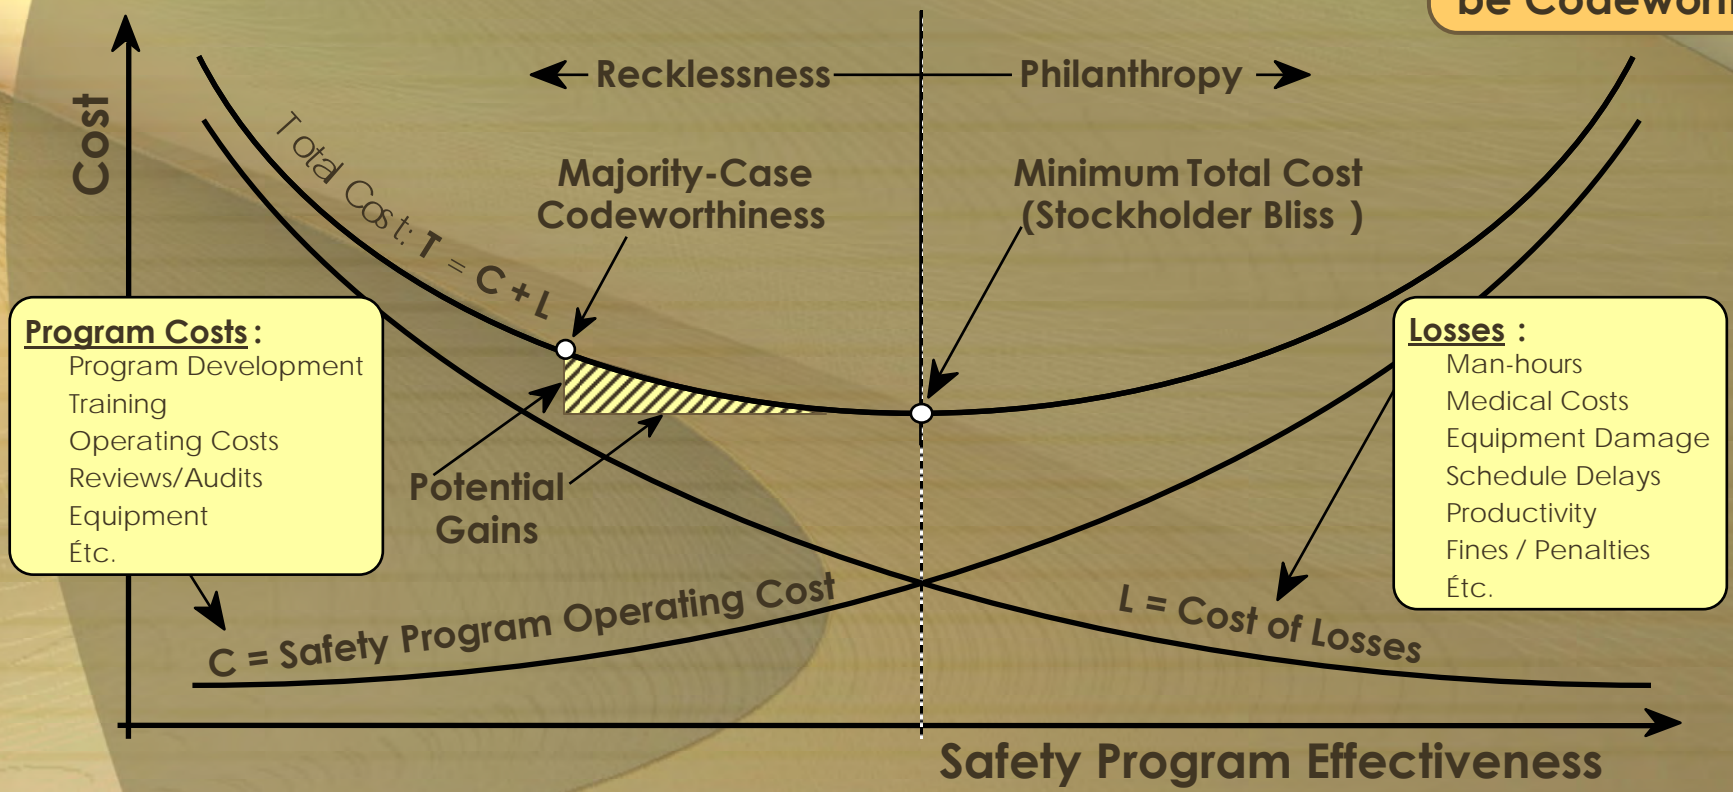 be Codeworth
Cost
Recklessness
Philanthropy
Total Cost: T = C + L
Majority-Case
Codeworthiness
Minimum Total Cost
(Stockholder Bliss )
Program Costs :
Program Development
Training
Operating Costs
Reviews/Audits
Equipment
Étc.
Potential
Gains
Losses :
Man-hours
Medical Costs
Equipment Damage
Schedule Delays
Productivity
Fines / Penalties
Étc.
C = Safety Program Operating Cost
L = Cost of Losses
Safety Program Effectiveness